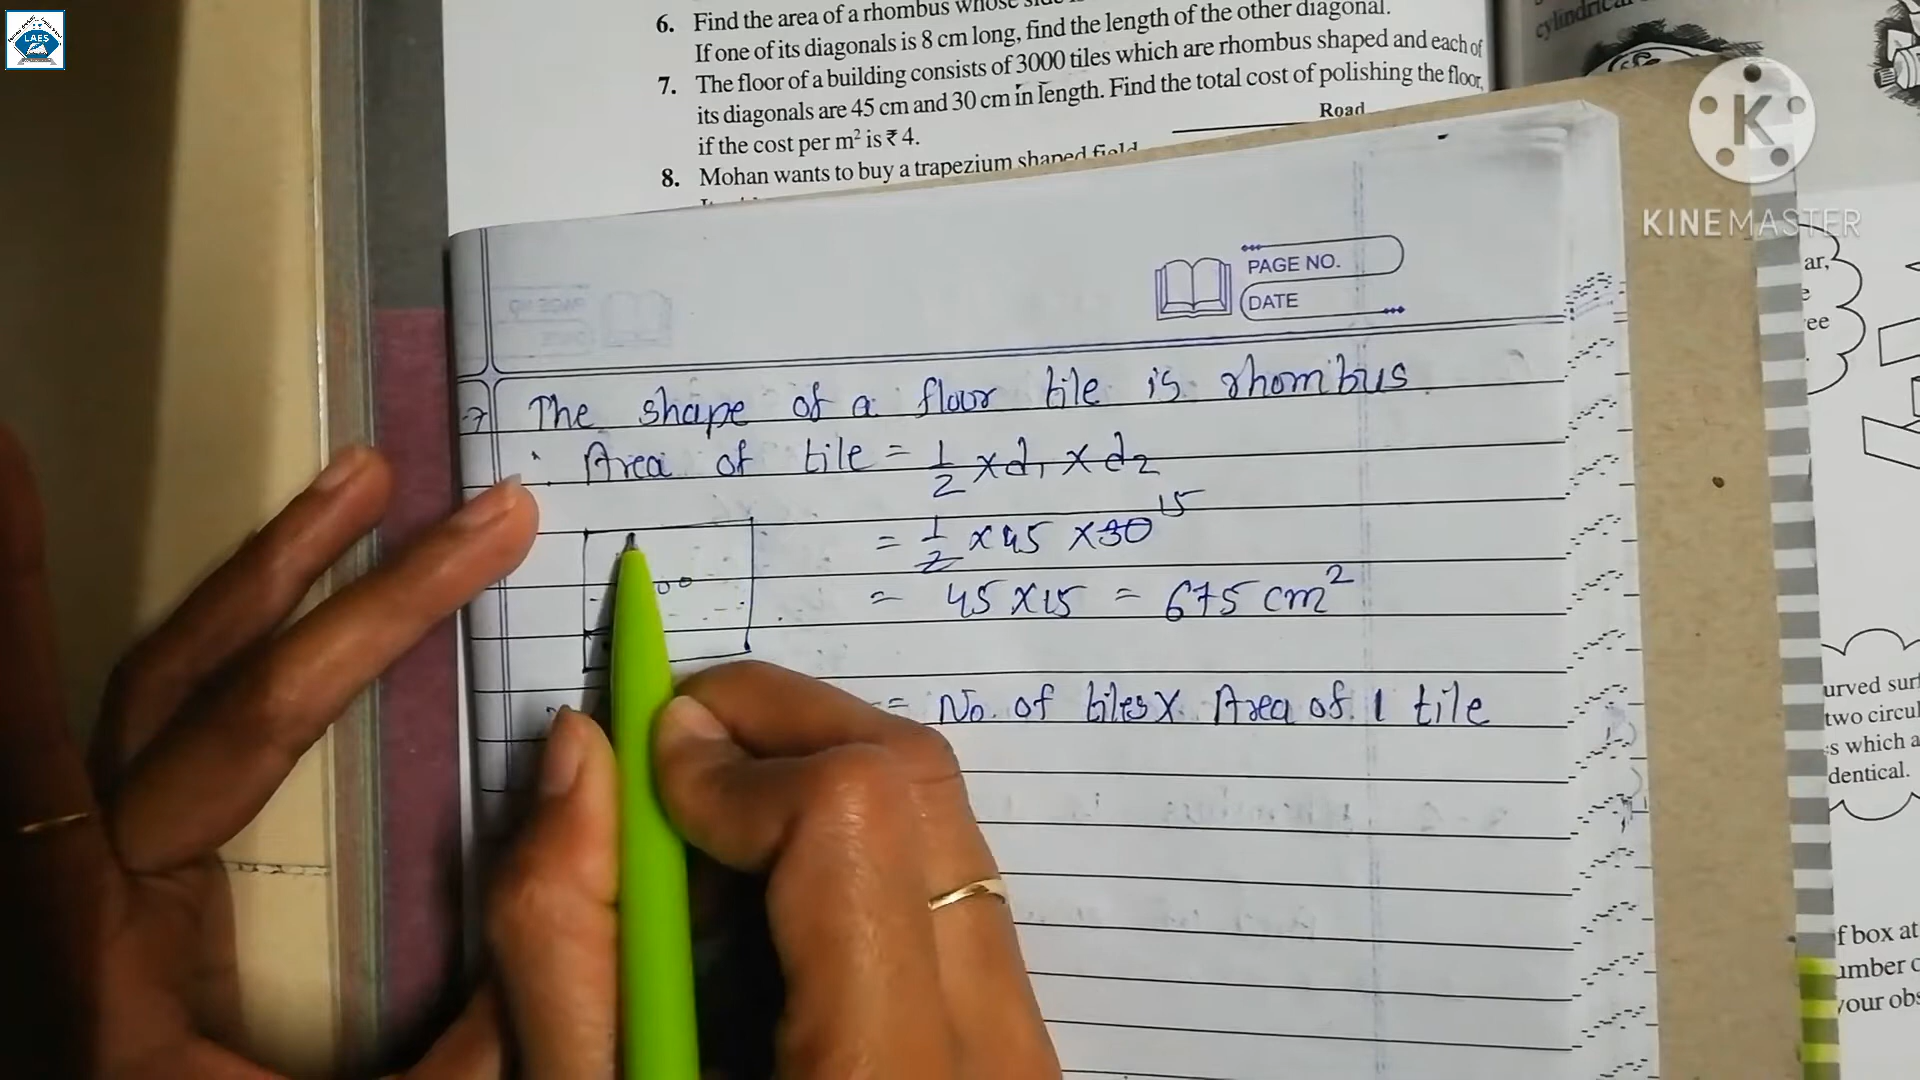 LAES
6. Find the area of a rhombus whose side
If one of its diagonals is 8 cm long, find the length of the other diagonal.
7. The floor of a building consists of 3000 tiles which are rhombus shaped and each of
its diagonals are 45 cm and 30 cm in length. Find the total cost of polishing the floor,
if the cost per m² is ₹ 4.
Road
8. Mohan wants to buy a trapezium shaped field
cylindrical
K
KINEMASTER
PAGE NO.
DATE
7 The shape of a floor tile is rhombus
∴ Area of tile = 1/2 x d1 x d2
= 1/2 x 45 x 30 15
= 45 x 15 = 675 cm²
= No. of tiles x Area of 1 tile
ar,
ee
urved surf
two circul
s which a
dentical.
f box at
umber o
your obs